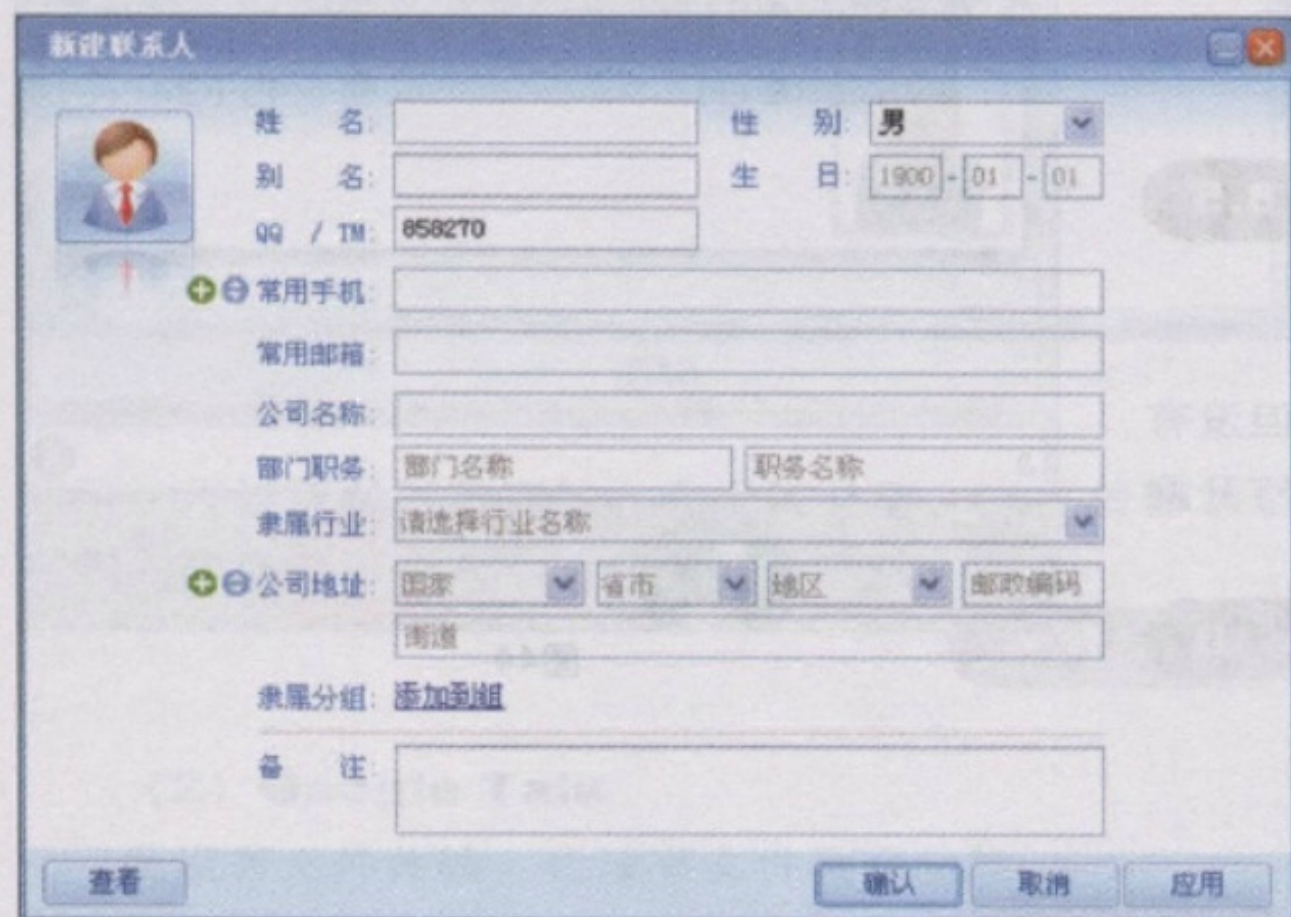 新建联系人
姓 名: 性 别: 男
别 名: 生 日: 1900 - 01 - 01
QQ / TM: 858270
常用手机:
常用邮箱:
公司名称:
部门职务: 部门名称 职务名称
隶属行业: 请选择行业名称
公司地址: 国家 省市 地区 邮政编码
街道
隶属分组: 添加到组
备 注:
查看 确认 取消 应用